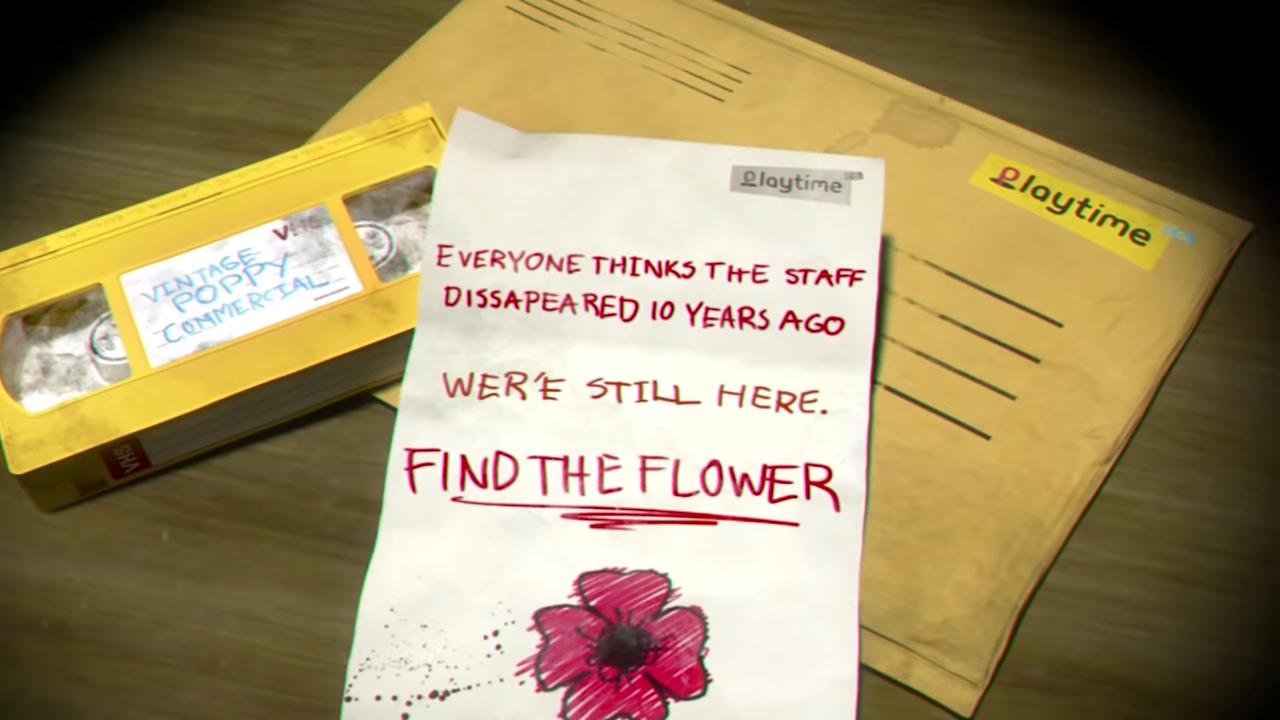 VINTAGE
POPPY
COMMERCIAL
VHS
VHS
Playtime
EVERYONE THINKS THE STAFF
DISSAPEARED 10 YEARS AGO
WER'E STILL HERE.
FIND THE FLOWER
Playtime